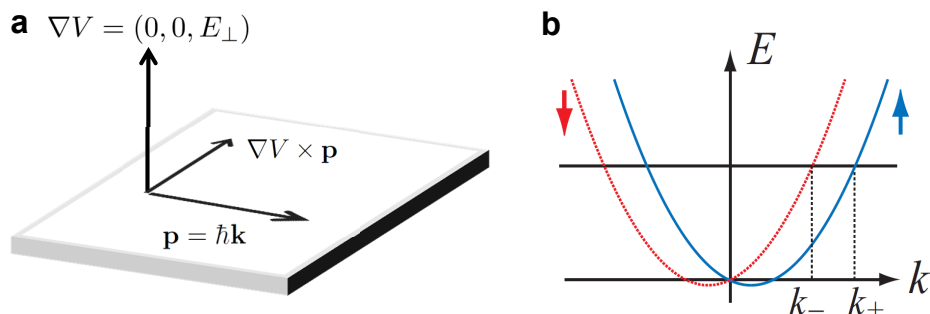 a
∇V = (0, 0, E⊥)
∇V × p
p = ħk
b
E
k
k₋
k₊